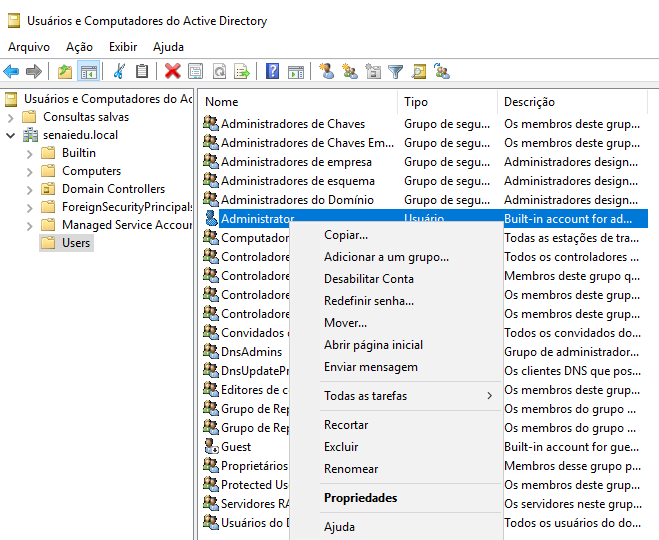 Usuários e Computadores do Active Directory
Arquivo Ação Exibir Ajuda
Usuários e Computadores do Ac
Consultas salvas
senaiedu.local
Builtin
Computers
Domain Controllers
ForeignSecurityPrincipals
Managed Service Accour
Users
Nome Tipo Descrição
Administradores de Chaves Grupo de segu... Os membros deste grup...
Administradores de Chaves Em... Grupo de segu... Os membros deste grup...
Administradores de empresa Grupo de segu... Administradores design...
Administradores de esquema Grupo de segu... Administradores design...
Administradores do Domínio Grupo de segu... Administradores design...
Administrator Usuário Built-in account for ad...
Computador Todas as estações de tra...
Controlador Todos os controladores ...
Controlador Membros deste grupo q...
Controlador Os membros deste grup...
Controlador Os membros deste grup...
Convidados Todos os convidados do...
DnsAdmins Grupo de administrador...
DnsUpdatePr Os clientes DNS que pos...
Editores de c Os membros deste grup...
Grupo de Rep Os membros do grupo ...
Grupo de Rep Os membros do grupo ...
Guest Built-in account for gue...
Proprietários Membros desse grupo p...
Protected Use Os membros deste grup...
Servidores RA Os servidores neste grup...
Usuários do D Todos os usuários do do...
Copiar...
Adicionar a um grupo...
Desabilitar Conta
Redefinir senha...
Mover...
Abrir página inicial
Enviar mensagem
Todas as tarefas
Recortar
Excluir
Renomear
Propriedades
Ajuda